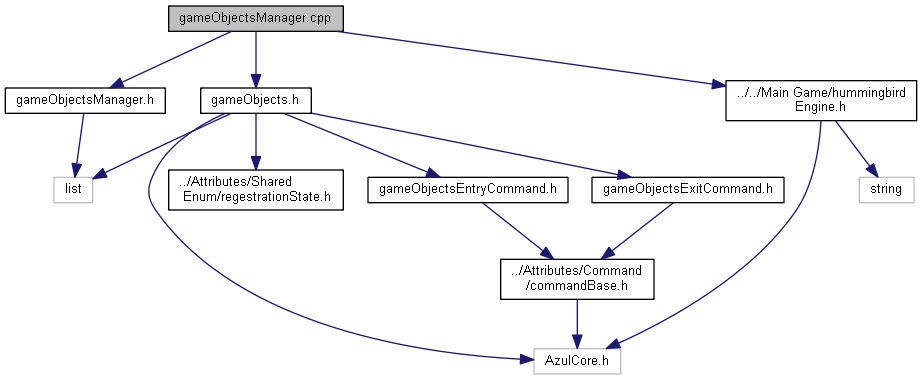 gameObjectsManager.cpp
gameObjectsManager.h
gameObjects.h
../../Main Game/hummingbird
Engine.h
list
../Attributes/Shared
Enum/regestrationState.h
gameObjectsEntryCommand.h
gameObjectsExitCommand.h
string
../Attributes/Command
/commandBase.h
AzulCore.h